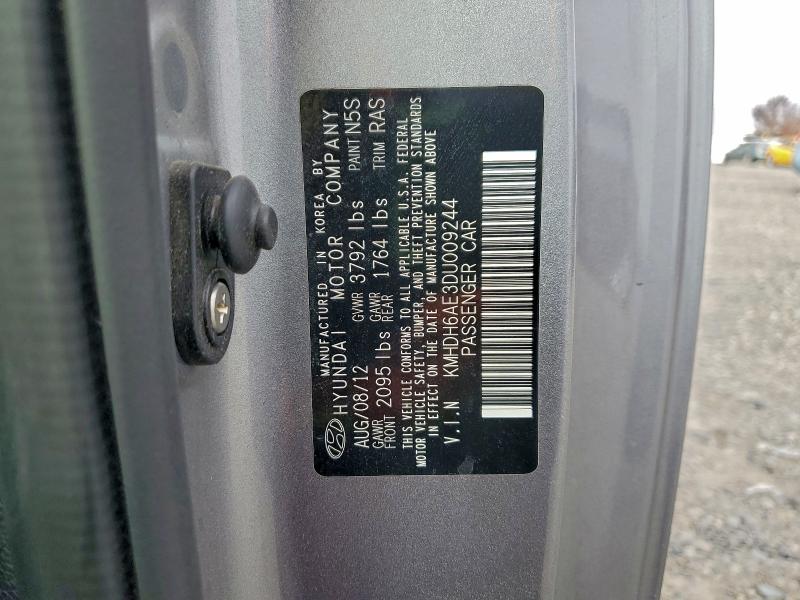 MANUFACTURED IN KOREA BY
HYUNDAI MOTOR COMPANY
AUG/08/12 GVWR 3792 lbs PAINT N5S
GAWR FRONT 2095 lbs GAWR REAR 1764 lbs TRIM RAS
THIS VEHICLE CONFORMS TO ALL APPLICABLE U.S.A. FEDERAL
MOTOR VEHICLE SAFETY, BUMPER, AND THEFT PREVENTION STANDARDS
IN EFFECT ON THE DATE OF MANUFACTURE SHOWN ABOVE
V.I.N KMHDH6AE3DU009244
PASSENGER CAR